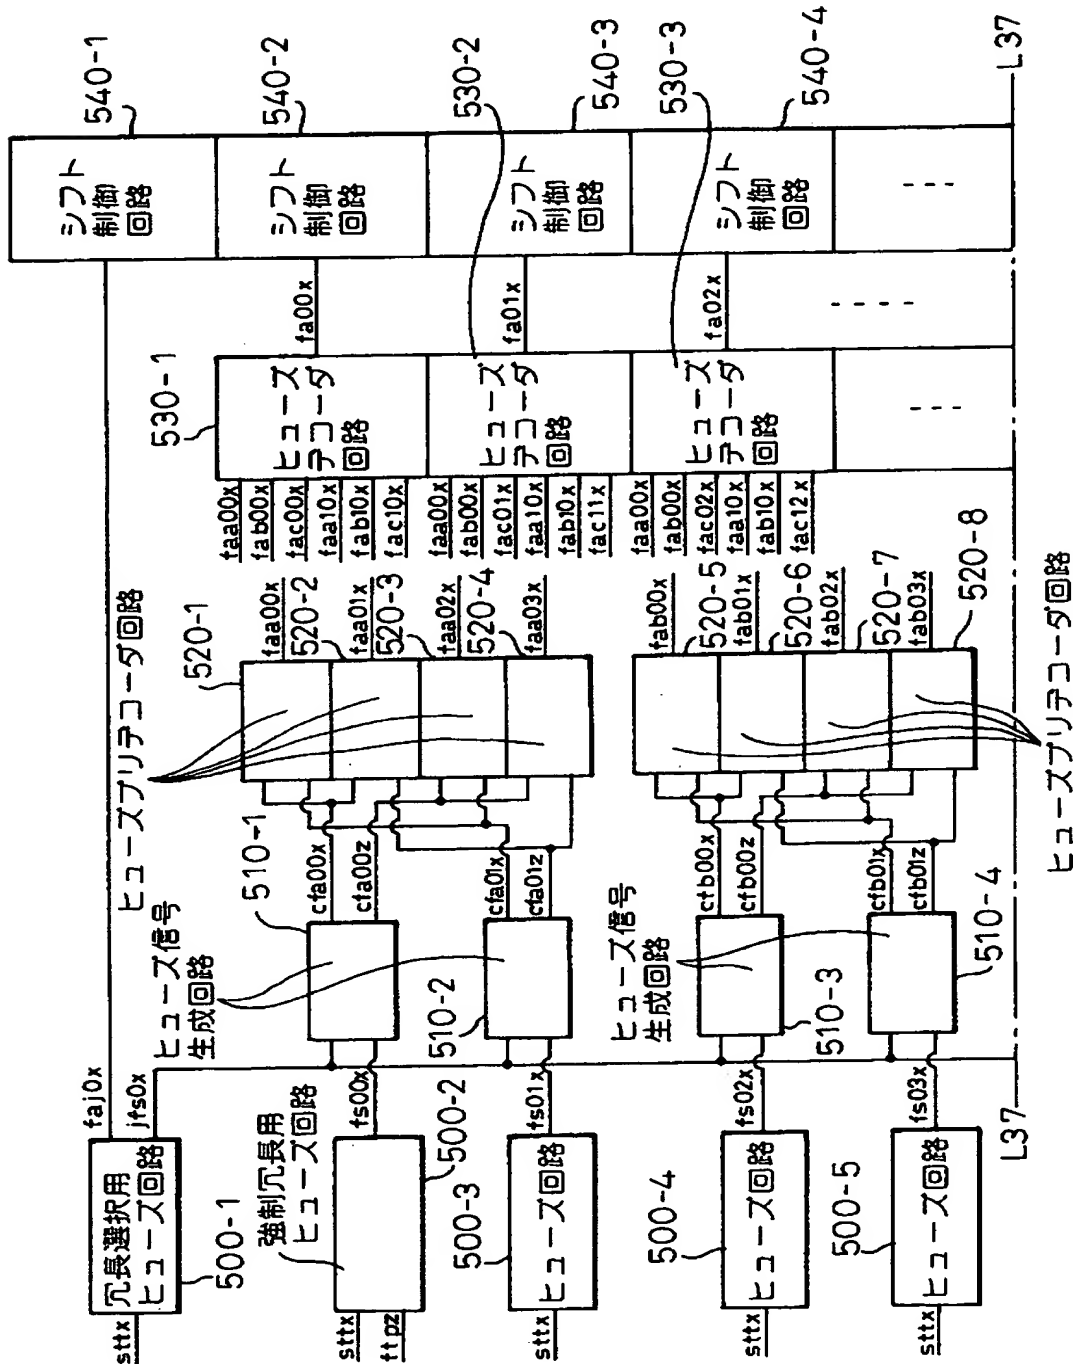 sttx
冗長選択用
ヒューズ回路
500-1
faj0x
jfs0x
sttx
ttpz
強制冗長用
ヒューズ回路
500-2
fs00x
sttx
ヒューズ回路
500-3
fs01x
sttx
ヒューズ回路
500-4
fs02x
sttx
ヒューズ回路
500-5
fs03x
ヒューズ信号
生成回路
510-1
510-2
ヒューズ信号
生成回路
510-3
510-4
cfa00x
cfa00z
cfa01x
cfa01z
cfb00x
cfb00z
cfb01x
cfb01z
ヒューズプリデコーダ回路
520-1
520-2
520-3
520-4
faa00x
faa01x
faa02x
faa03x
520-5
520-6
520-7
520-8
fab00x
fab01x
fab02x
fab03x
ヒューズプリデコーダ回路
530-1
faa00x
fab00x
fac00x
faa10x
fab10x
fac10x
ヒューズ
デコーダ
回路
fa00x
530-2
faa00x
fab00x
fac01x
faa10x
fab10x
fac11x
ヒューズ
デコーダ
回路
fa01x
530-3
faa00x
fab00x
fac02x
faa10x
fab10x
fac12x
ヒューズ
デコーダ
回路
fa02x
シフト
制御
回路
540-1
シフト
制御
回路
540-2
シフト
制御
回路
540-3
シフト
制御
回路
540-4
L37
L37